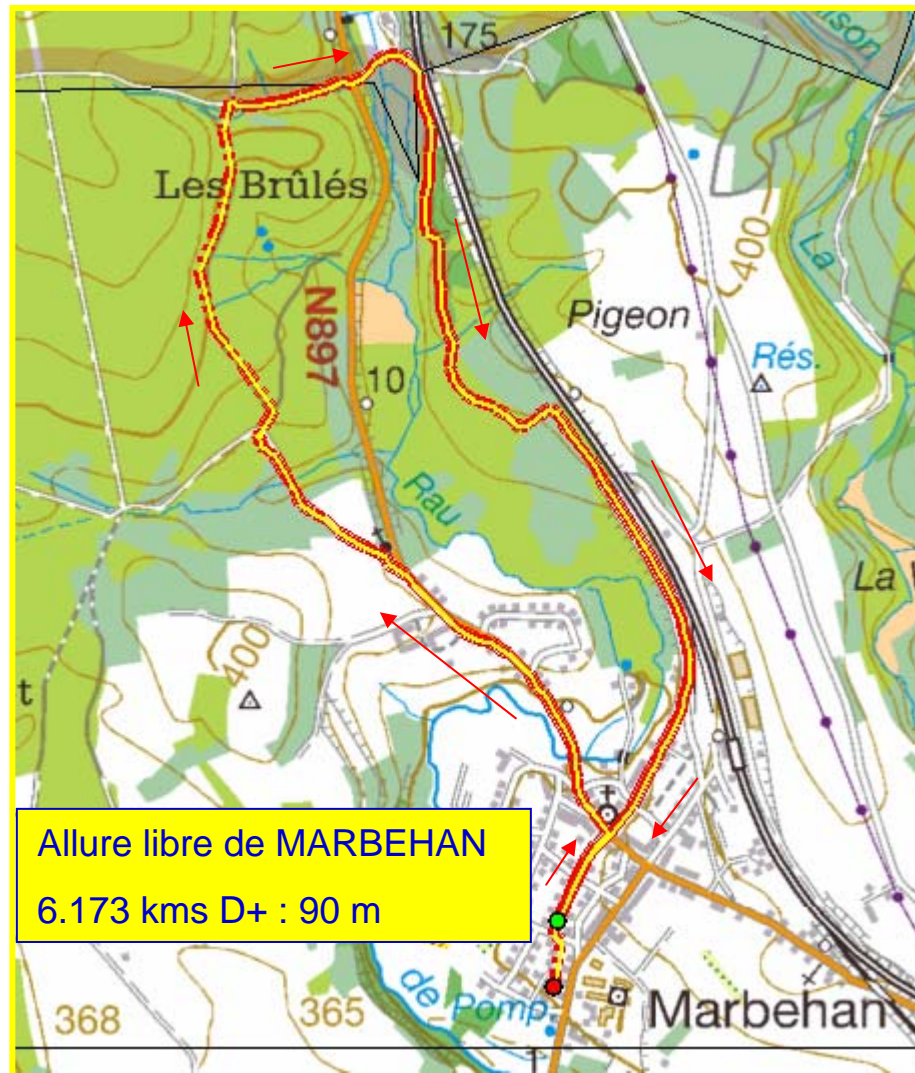 175
Les Brûlés
La
400
N897
Pigeon
Rés.
10
Rau
La
400
t
Allure libre de MARBEHAN
6.173 kms D+ : 90 m
de Pomp.
368
365
Marbehan